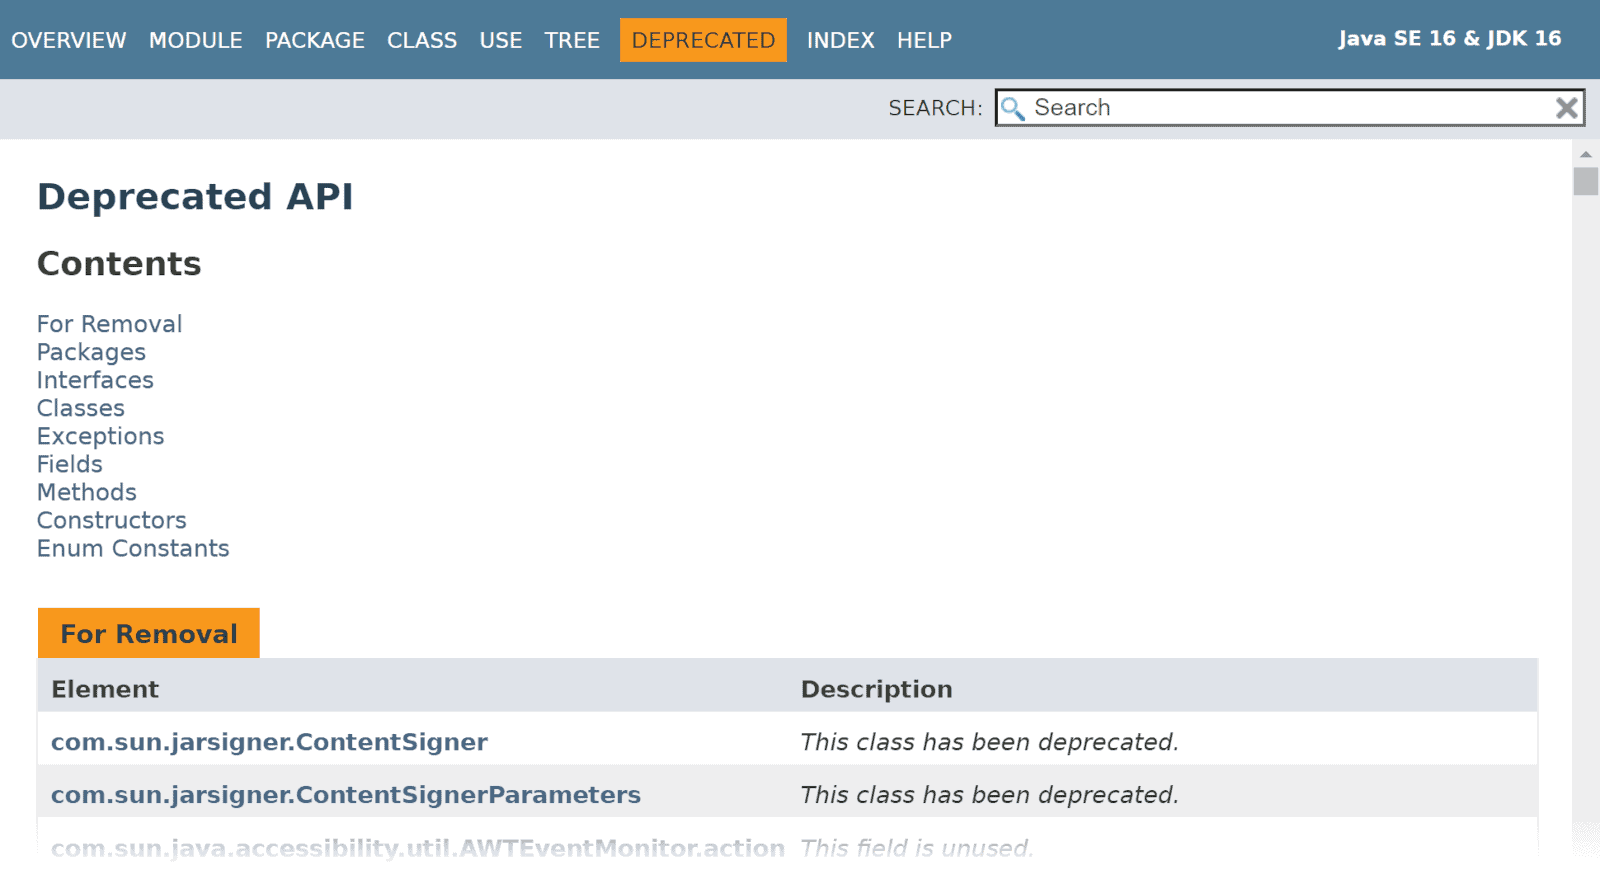 OVERVIEW MODULE PACKAGE CLASS USE TREE DEPRECATED INDEX HELP Java SE 16 & JDK 16
SEARCH: Search
Deprecated API
Contents
For Removal
Packages
Interfaces
Classes
Exceptions
Fields
Methods
Constructors
Enum Constants
For Removal
Element Description
com.sun.jarsigner.ContentSigner This class has been deprecated.
com.sun.jarsigner.ContentSignerParameters This class has been deprecated.
com.sun.java.accessibility.util.AWTEventMonitor.action This field is unused.